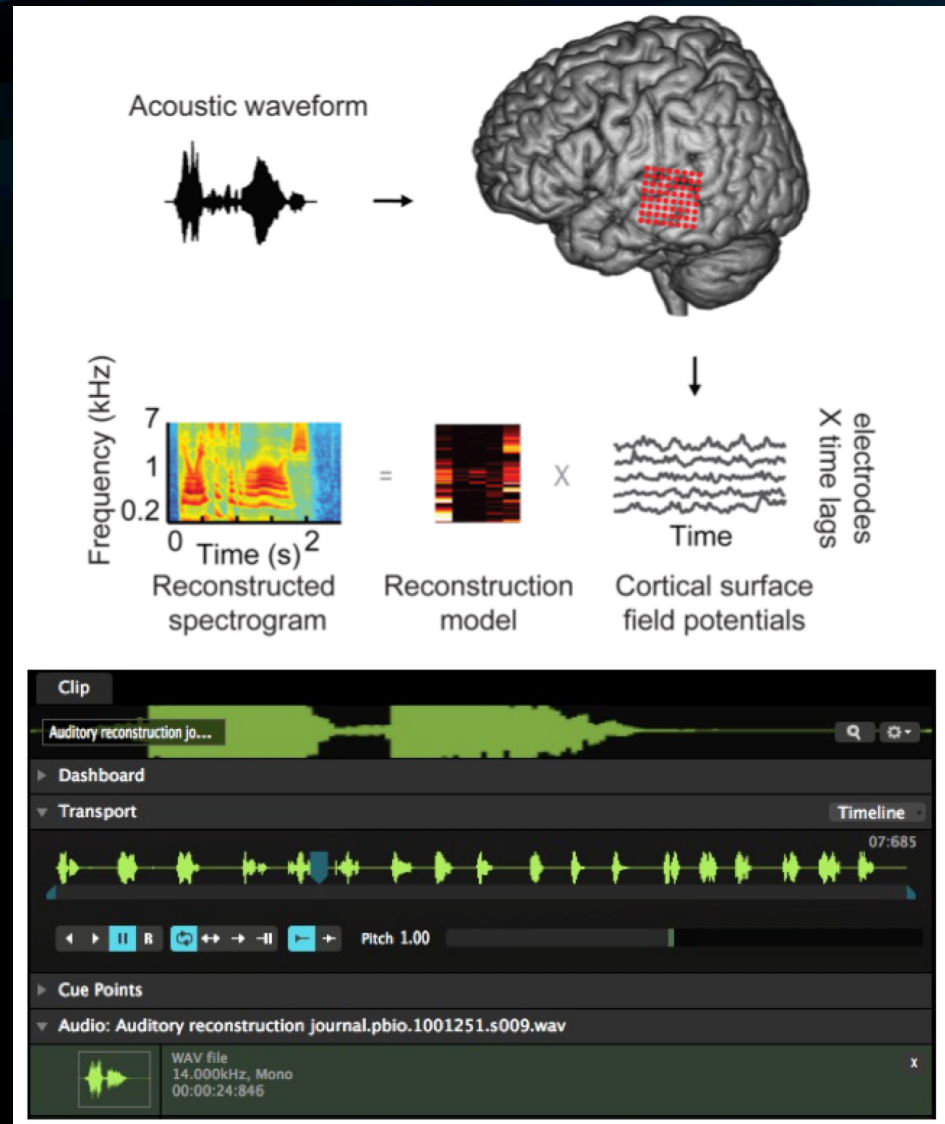 Acoustic waveform
Frequency (kHz)
7
1
0.2
0
Time (s)
2
=
X
electrodes
X time lags
Time
Reconstructed
spectrogram
Reconstruction
model
Cortical surface
field potentials
Clip
Auditory reconstruction jo...
Dashboard
Transport
Timeline
07:685
R
Pitch 1.00
Cue Points
Audio: Auditory reconstruction journal.pbio.1001251.s009.wav
WAV file
x
14.000kHz, Mono
00:00:24:846